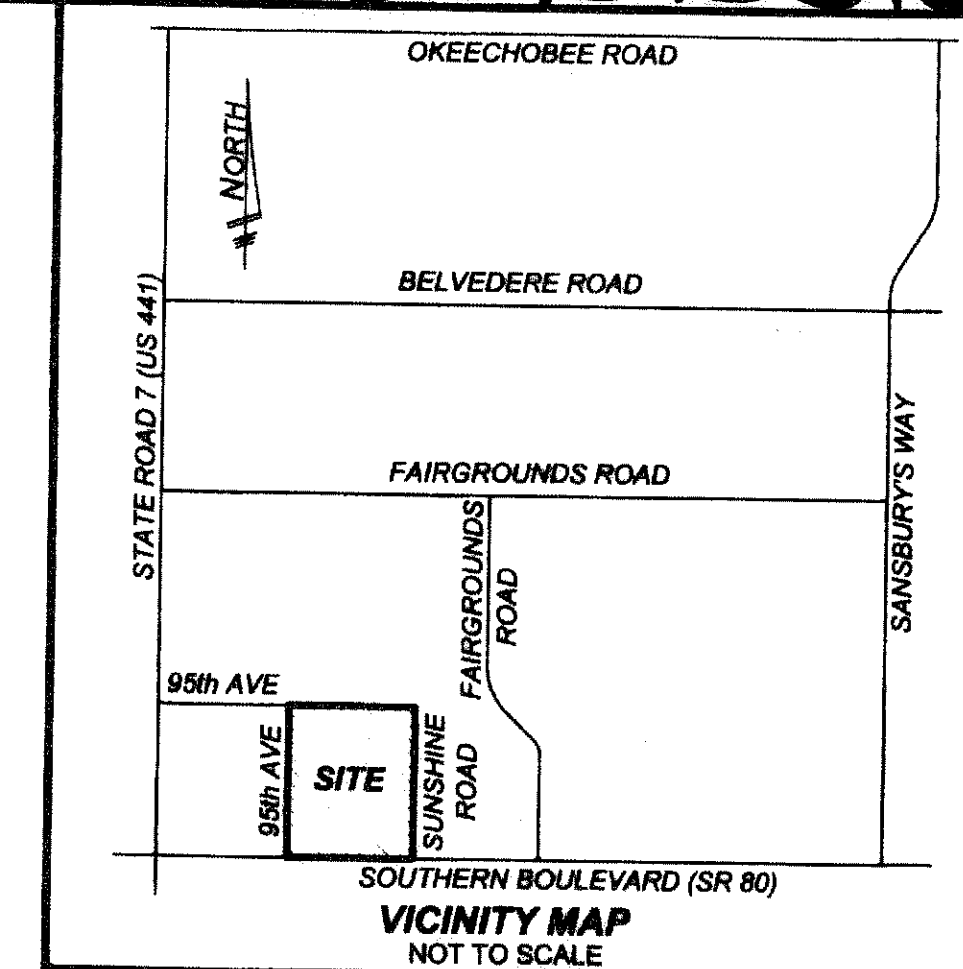 OKEECHOBEE ROAD
NORTH
BELVEDERE ROAD
STATE ROAD 7 (US 441)
SANSBURY'S WAY
FAIRGROUNDS ROAD
FAIRGROUNDS
ROAD
95th AVE
95th AVE
SITE
SUNSHINE
ROAD
SOUTHERN BOULEVARD (SR 80)
VICINITY MAP
NOT TO SCALE